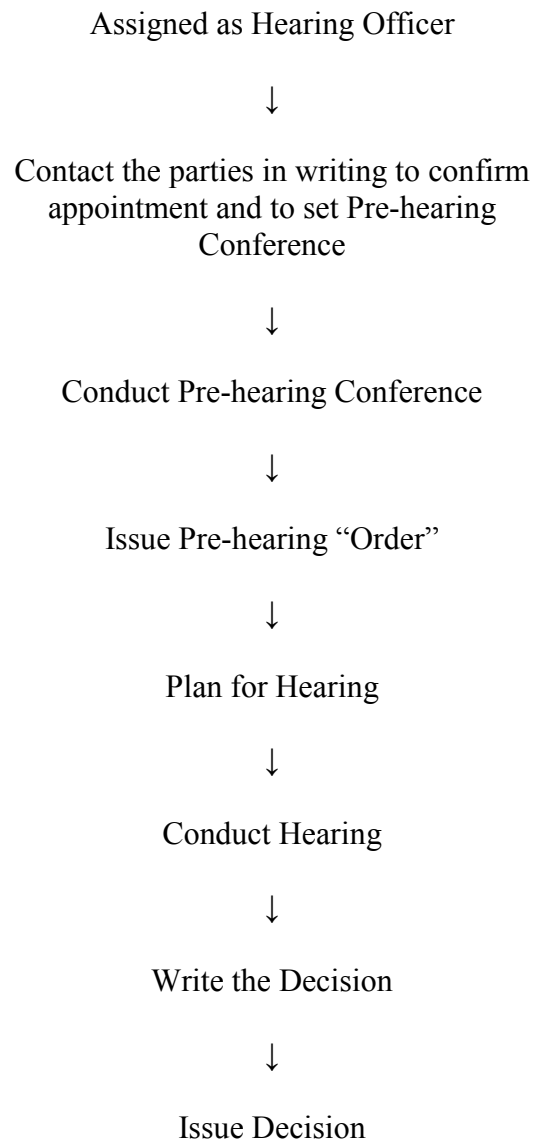 Assigned as Hearing Officer
↓
Contact the parties in writing to confirm
appointment and to set Pre-hearing
Conference
↓
Conduct Pre-hearing Conference
↓
Issue Pre-hearing “Order”
↓
Plan for Hearing
↓
Conduct Hearing
↓
Write the Decision
↓
Issue Decision